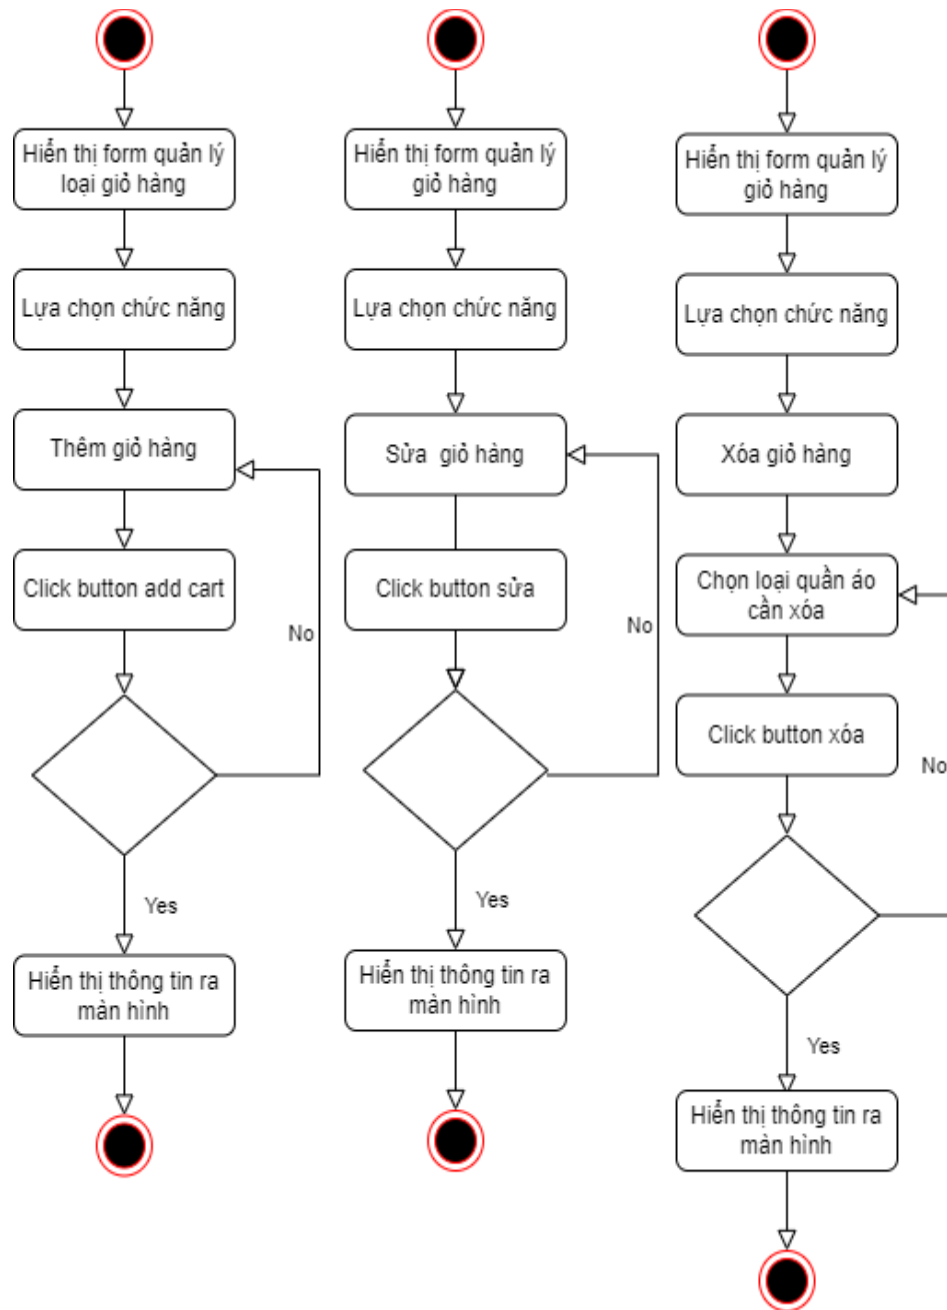 Hiển thị form quản lý
loại giỏ hàng
Lựa chọn chức năng
Thêm giỏ hàng
Click button add cart
No
Yes
Hiển thị thông tin ra
màn hình
Hiển thị form quản lý
giỏ hàng
Lựa chọn chức năng
Sửa giỏ hàng
Click button sửa
No
Yes
Hiển thị thông tin ra
màn hình
Hiển thị form quản lý
giỏ hàng
Lựa chọn chức năng
Xóa giỏ hàng
Chọn loại quần áo
cần xóa
Click button xóa
No
Yes
Hiển thị thông tin ra
màn hình